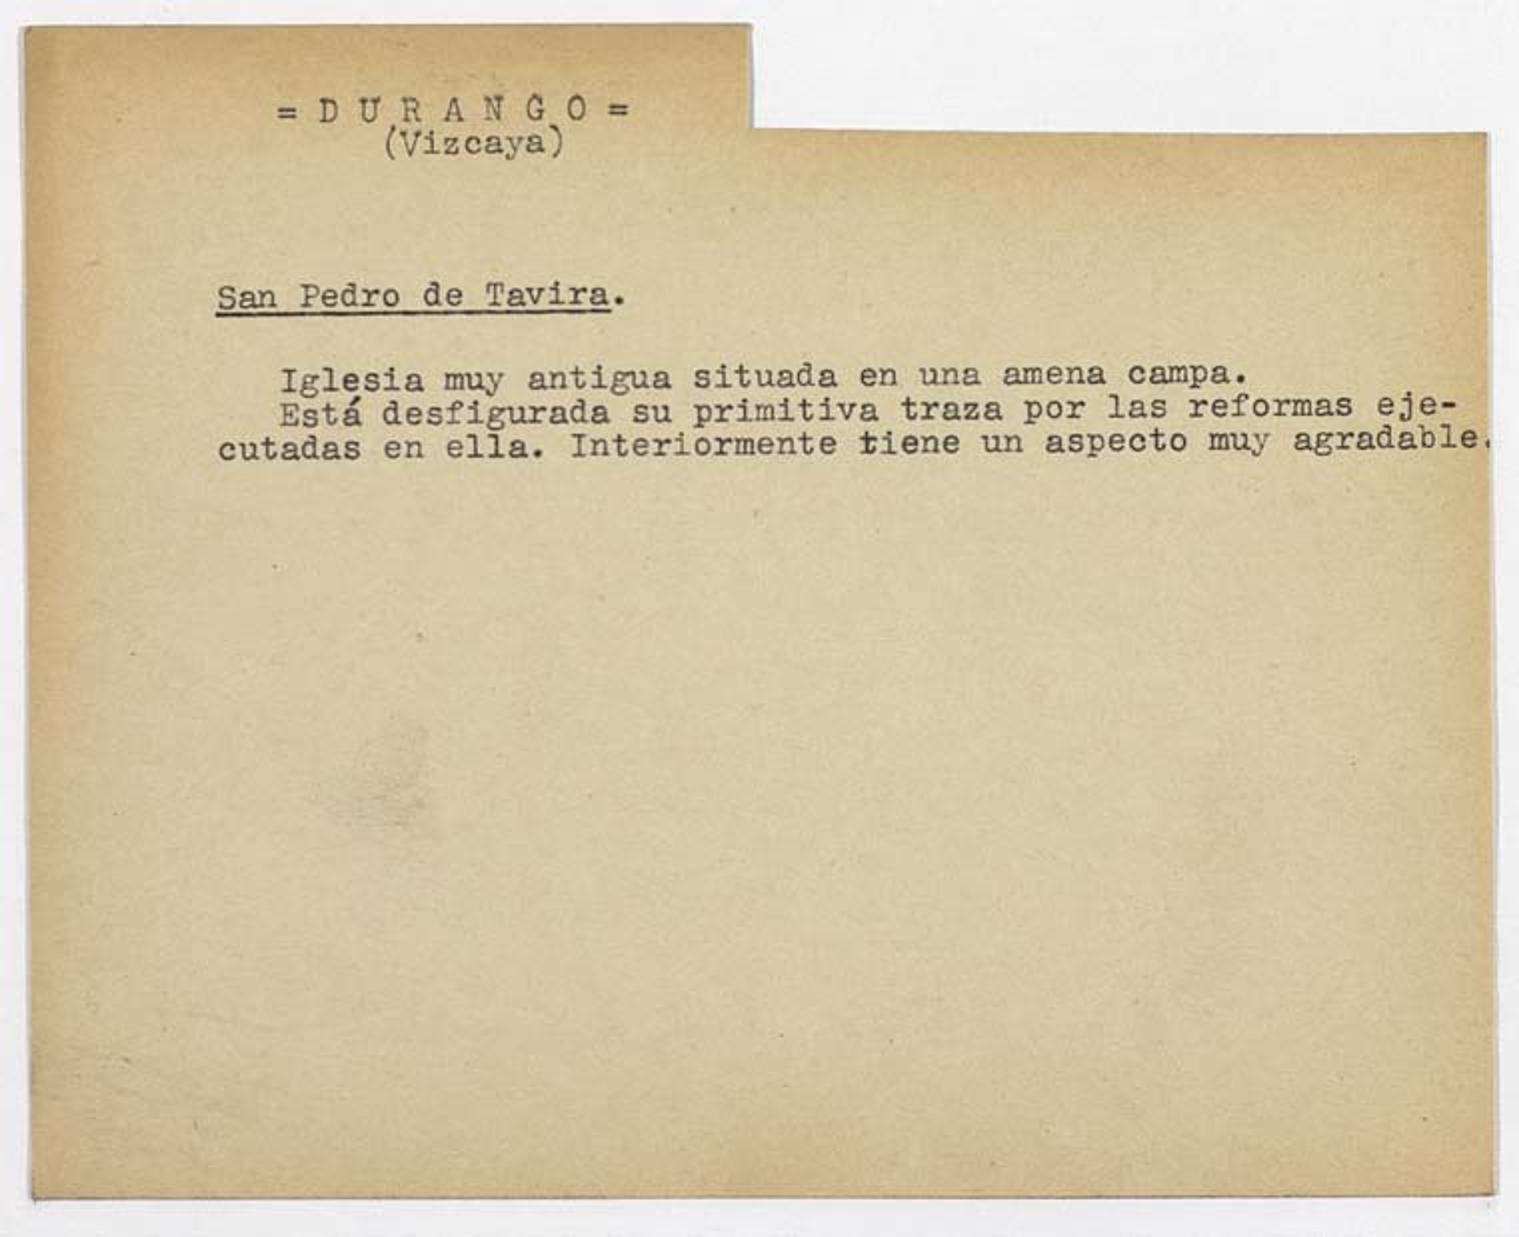 = D U R A N G O =
(Vizcaya)
San Pedro de Tavira.
Iglesia muy antigua situada en una amena campa.
Está desfigurada su primitiva traza por las reformas eje-
cutadas en ella. Interiormente tiene un aspecto muy agradable.